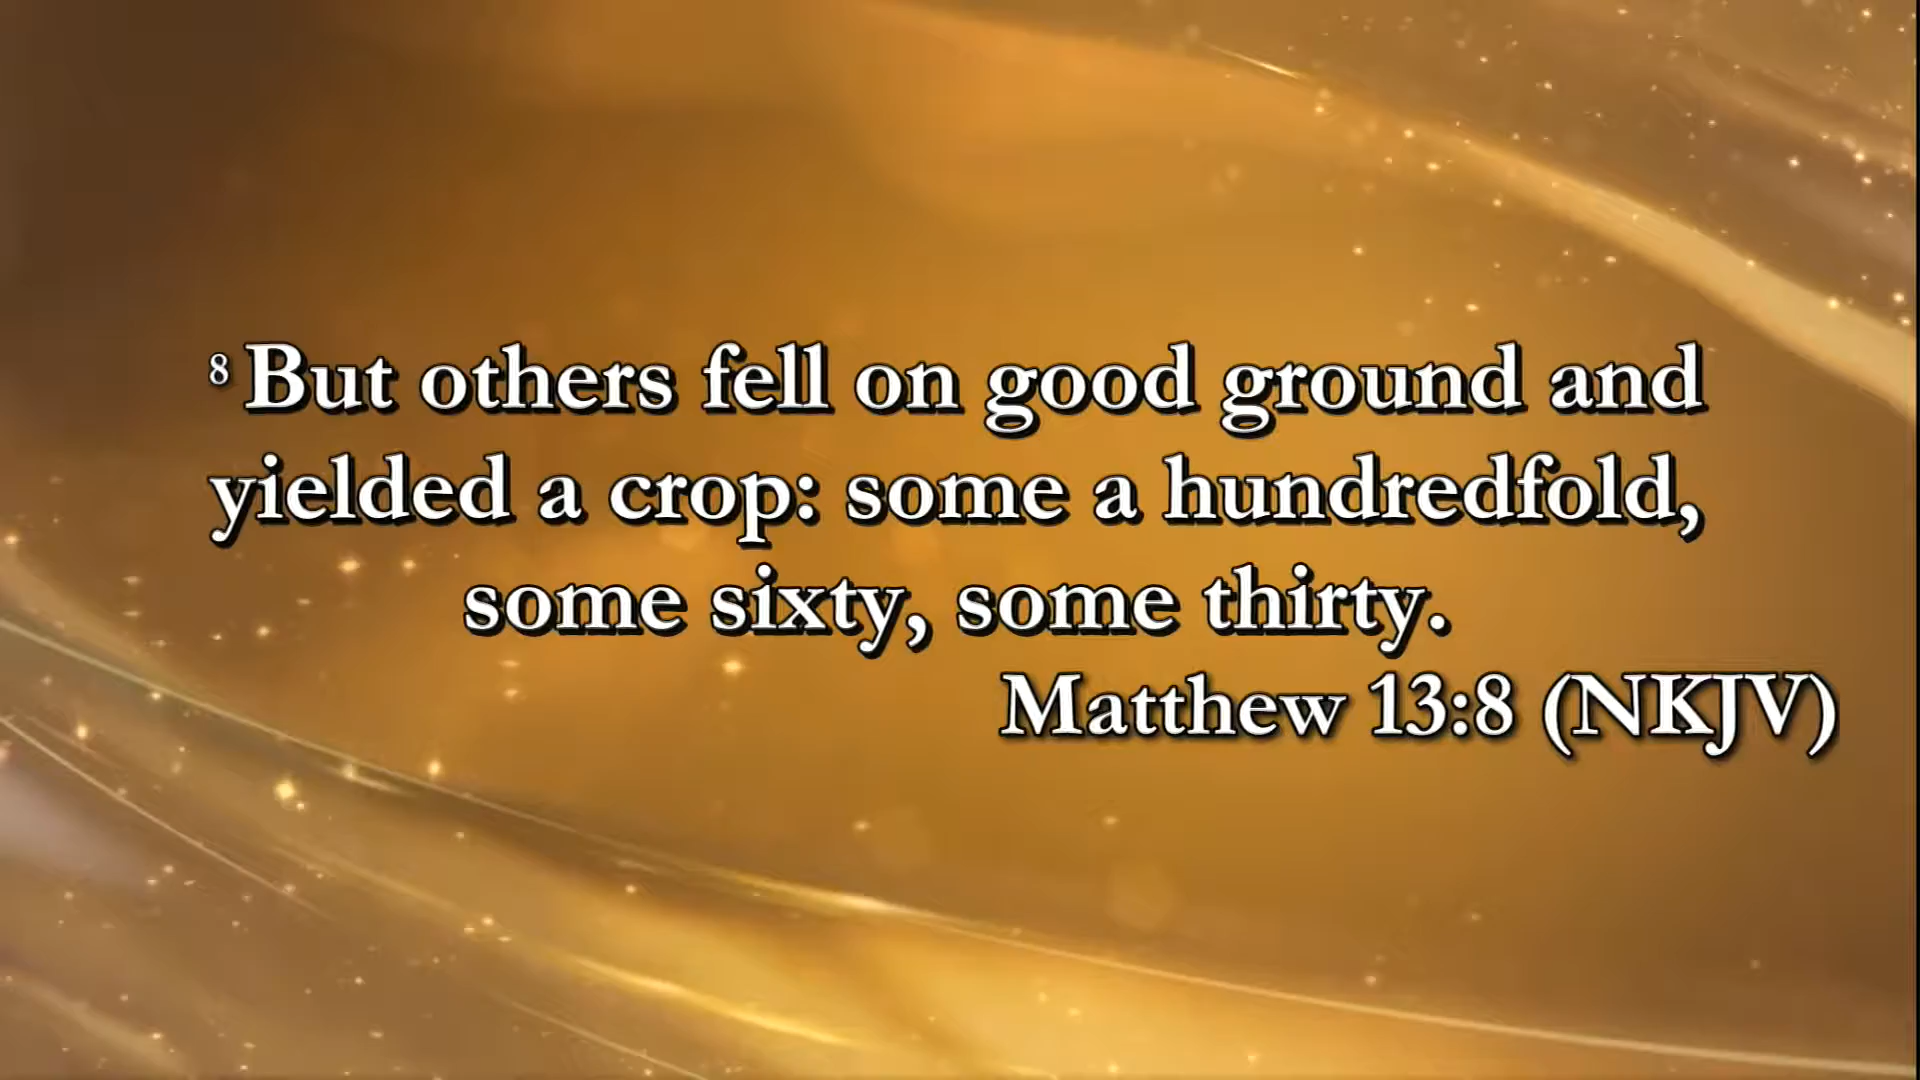 8 But others fell on good ground and
yielded a crop: some a hundredfold,
some sixty, some thirty.
Matthew 13:8 (NKJV)